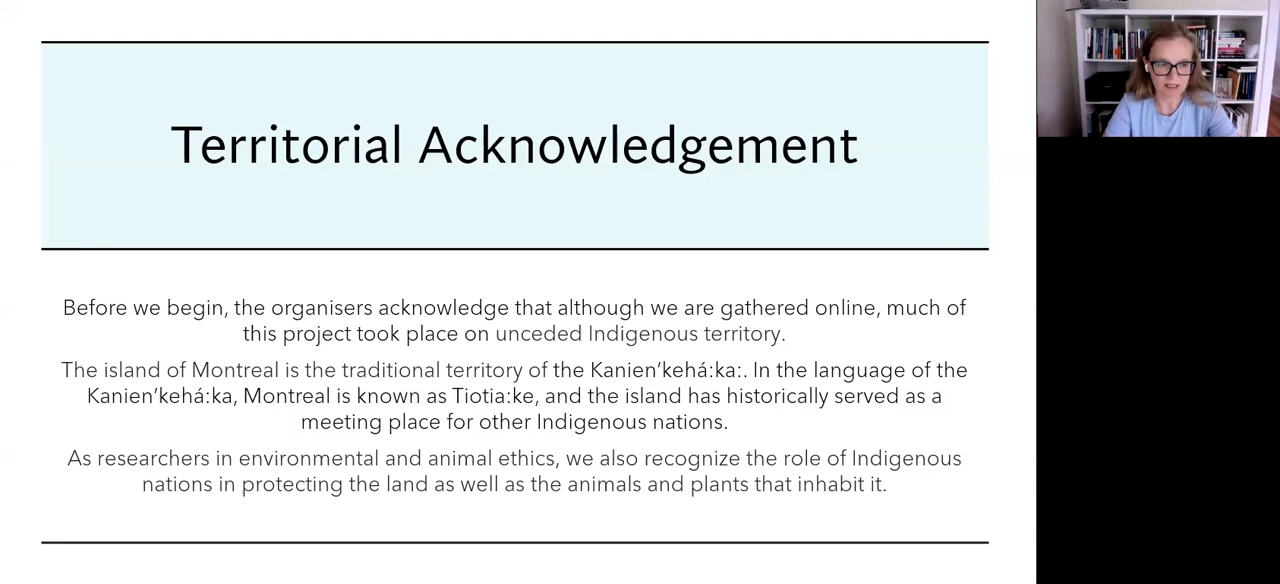 Territorial Acknowledgement
Before we begin, the organisers acknowledge that although we are gathered online, much of
this project took place on unceded Indigenous territory.
The island of Montreal is the traditional territory of the Kanien’kehá:ka:. In the language of the
Kanien’kehá:ka, Montreal is known as Tiotia:ke, and the island has historically served as a
meeting place for other Indigenous nations.
As researchers in environmental and animal ethics, we also recognize the role of Indigenous
nations in protecting the land as well as the animals and plants that inhabit it.